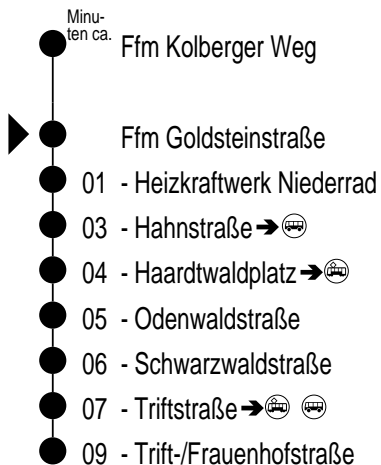 Minu-
ten ca.
Ffm Kolberger Weg
Ffm Goldsteinstraße
01 - Heizkraftwerk Niederrad
03 - Hahnstraße ➔
04 - Haardtwaldplatz ➔
05 - Odenwaldstraße
06 - Schwarzwaldstraße
07 - Triftstraße ➔
09 - Trift-/Frauenhofstraße